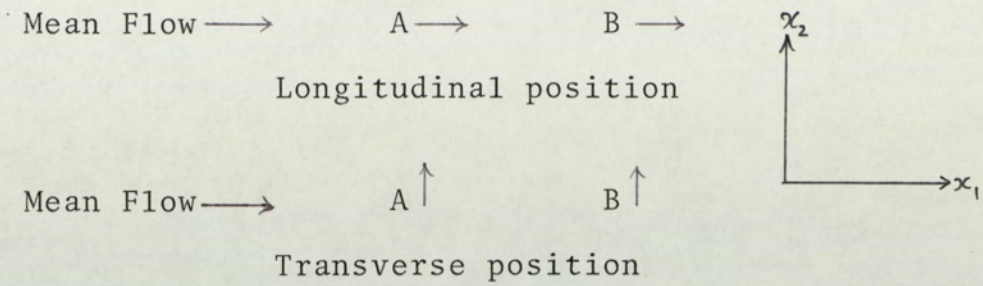 Mean Flow → A → B → x₂
Longitudinal position
Mean Flow → A ↑ B ↑ x₁
Transverse position